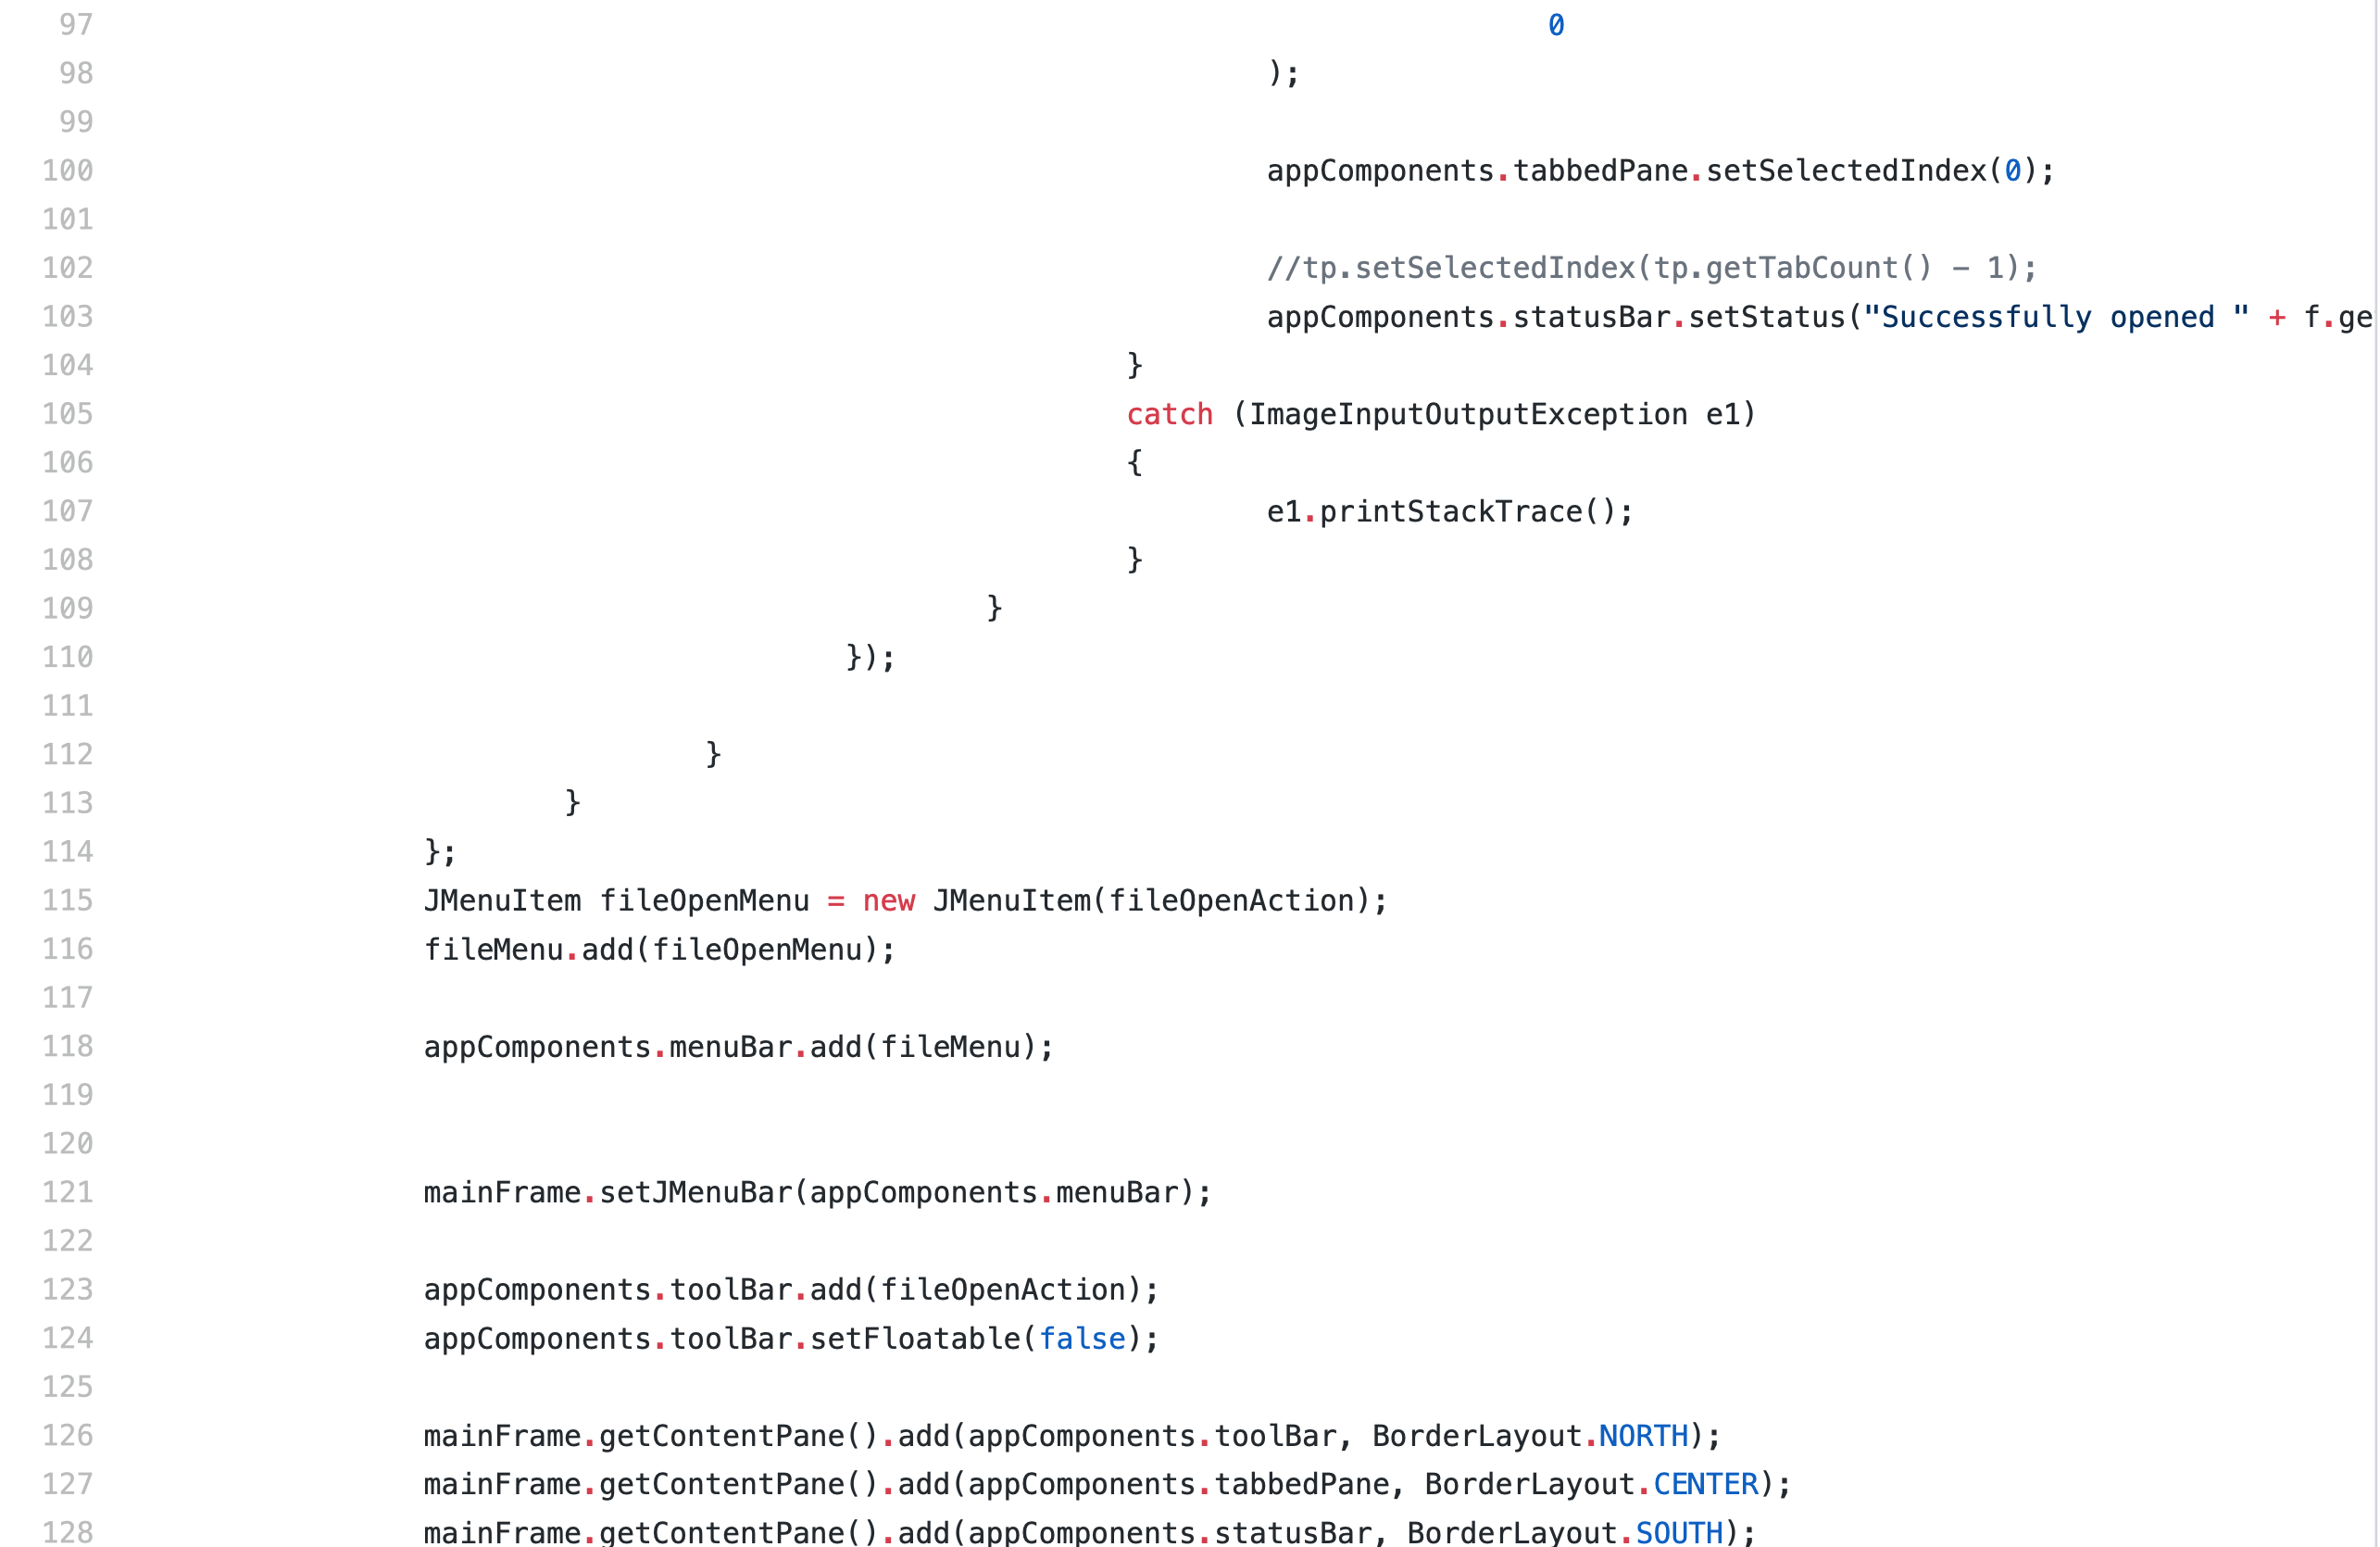 97 0
98 );
99
100 appComponents.tabbedPane.setSelectedIndex(0);
101
102 //tp.setSelectedIndex(tp.getTabCount() - 1);
103 appComponents.statusBar.setStatus("Successfully opened " + f.ge
104 }
105 catch (ImageInputOutputException e1)
106 {
107 e1.printStackTrace();
108 }
109 }
110 });
111
112 }
113 }
114 };
115 JMenuItem fileOpenMenu = new JMenuItem(fileOpenAction);
116 fileMenu.add(fileOpenMenu);
117
118 appComponents.menuBar.add(fileMenu);
119
120
121 mainFrame.setJMenuBar(appComponents.menuBar);
122
123 appComponents.toolBar.add(fileOpenAction);
124 appComponents.toolBar.setFloatable(false);
125
126 mainFrame.getContentPane().add(appComponents.toolBar, BorderLayout.NORTH);
127 mainFrame.getContentPane().add(appComponents.tabbedPane, BorderLayout.CENTER);
128 mainFrame.getContentPane().add(appComponents.statusBar, BorderLayout.SOUTH);